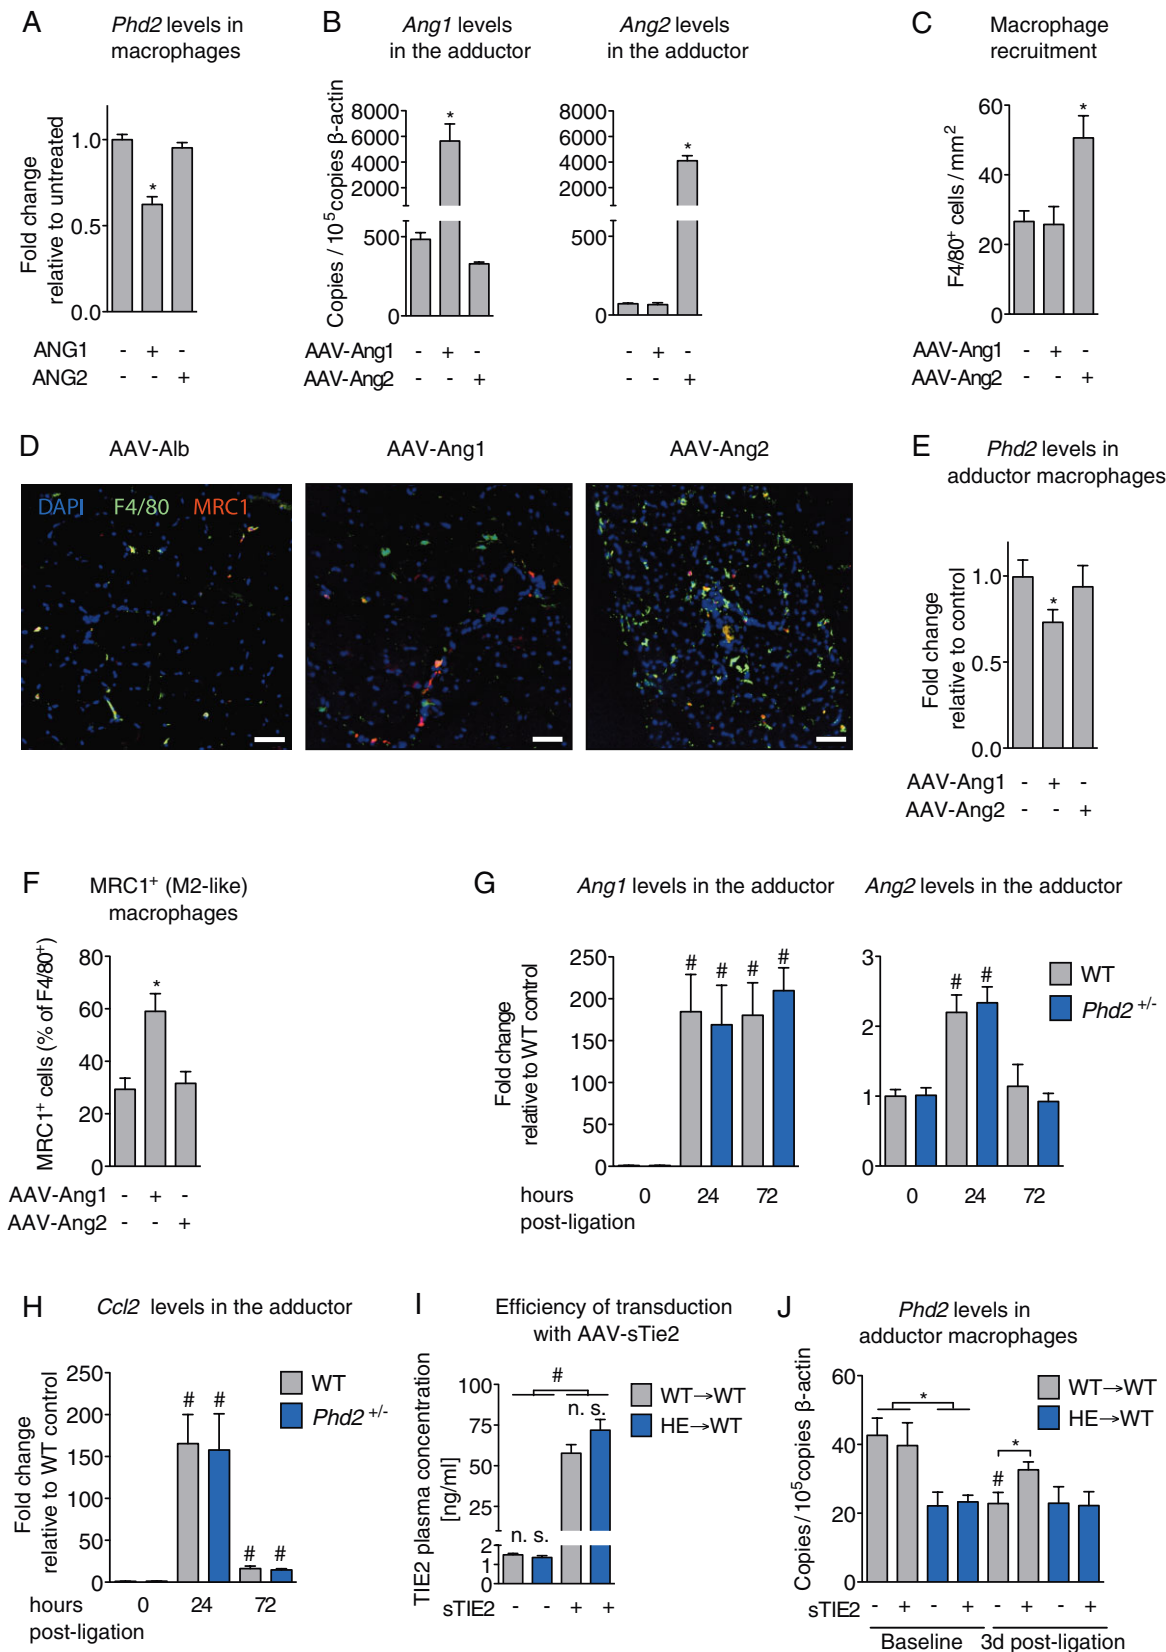 A
Phd2 levels in
macrophages
Fold change
relative to untreated
1.0
0.5
0.0
*
ANG1 - + -
ANG2 - - +
B
Ang1 levels
in the adductor
Ang2 levels
in the adductor
Copies / 10⁵copies β-actin
8000
6000
4000
2000
500
0
*
8000
6000
4000
2000
500
0
*
AAV-Ang1 - + - - +
AAV-Ang2 - - + - - +
C
Macrophage
recruitment
F4/80⁺ cells / mm²
60
40
20
0
*
AAV-Ang1 - + -
AAV-Ang2 - - +
D
AAV-Alb
AAV-Ang1
AAV-Ang2
DAPI F4/80 MRC1
E
Phd2 levels in
adductor macrophages
Fold change
relative to control
1.0
0.5
0.0
*
AAV-Ang1 - + -
AAV-Ang2 - - +
F
MRC1⁺ (M2-like)
macrophages
MRC1⁺ cells (% of F4/80⁺)
80
60
40
20
0
*
AAV-Ang1 - + -
AAV-Ang2 - - +
G
Ang1 levels in the adductor
Ang2 levels in the adductor
Fold change
relative to WT control
250
200
150
100
50
0
# # # #
3
2
1
0
# #
WT
Phd2 +/-
hours
post-ligation
0 24 72
0 24 72
H
Ccl2 levels in the adductor
Fold change
relative to WT control
250
200
150
100
50
0
# #
# #
WT
Phd2 +/-
hours
post-ligation
0 24 72
I
Efficiency of transduction
with AAV-sTie2
TIE2 plasma concentration
[ng/ml]
100
75
50
25
2
1
0
#
n. s.
n. s.
WT→WT
HE→WT
sTIE2 - - + +
J
Phd2 levels in
adductor macrophages
Copies / 10⁵copies β-actin
60
40
20
0
*
*
#
WT→WT
HE→WT
sTIE2 - + - + - + - +
Baseline 3d post-ligation